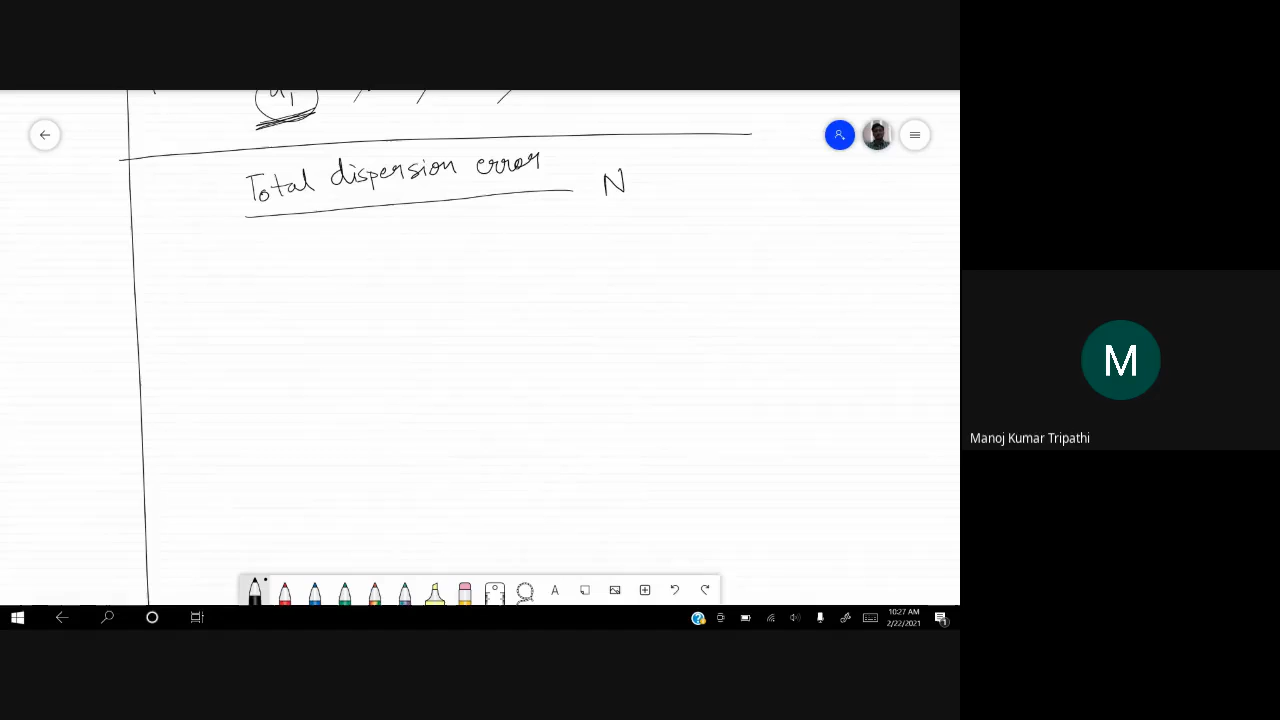 Total dispersion error N
M
Manoj Kumar Tripathi
A
10:27 AM
2/22/2021